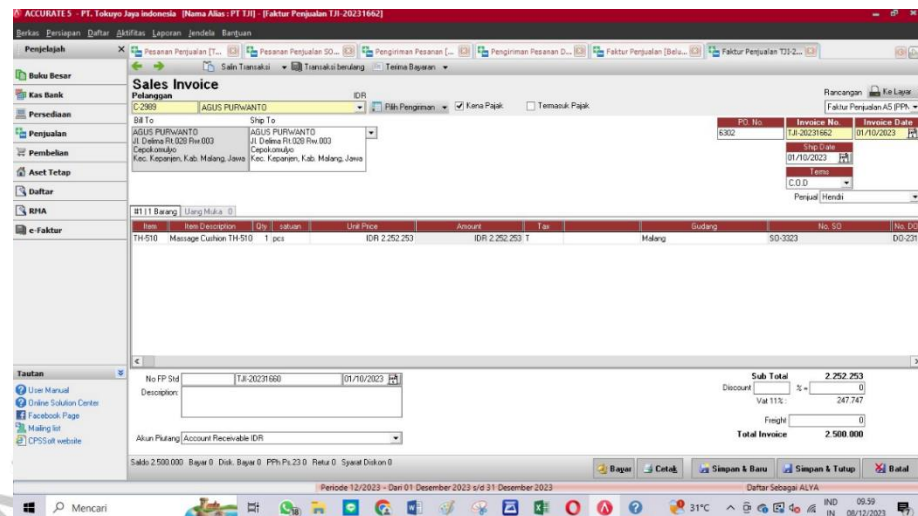 ACCURATE 5 - PT. Tokuyo Jaya indonesia [Nama Alias : PT TJI] - [Faktur Penjualan TJI-20231662]
Berkas Persiapan Daftar Aktifitas Laporan Jendela Bantuan
Penjelajah X
Pesanan Penjualan [T... Pesanan Penjualan SO... Pengiriman Pesanan [... Pengiriman Pesanan D... Faktur Penjualan [Belu... Faktur Penjualan TJI-2...
Salin Transaksi Transaksi berulang Terima Bayaran
Buku Besar
Kas Bank
Persediaan
Penjualan
Pembelian
Aset Tetap
Daftar
RMA
e-Faktur
Sales Invoice
Pelanggan IDR
C-2989 AGUS PURWANTO Pilih Pengiriman Kena Pajak Termasuk Pajak
Rancangan Ke Layar
Faktur Penjualan A5 (PPN
Bill To Ship To
AGUS PURWANTO AGUS PURWANTO
Jl. Delima Rt.028 Rw.003 Jl. Delima Rt.028 Rw.003
Cepokomulyo Cepokomulyo
Kec. Kepanjen, Kab. Malang, Jawa Kec. Kepanjen, Kab. Malang, Jawa
PO. No. Invoice No. Invoice Date
6302 TJI-20231662 01/10/2023
Ship Date
01/10/2023
Terms
C.O.D
Penjual Hendri
#1 | 1 Barang Uang Muka : 0
Item Item Description Qty satuan Unit Price Amount Tax Gudang No. SO No. DO
TH-510 Massage Cushion TH-510 1 pcs IDR 2.252.253 IDR 2.252.253 T Malang SO-3323 DO-231
Tautan
User Manual
Online Solution Center
Facebook Page
Mailing list
CPSSoft website
No FP Std TJI-20231660 01/10/2023
Description:
Akun Piutang Account Receivable IDR
Sub Total 2.252.253
Discount % = 0
Vat 11% : 247.747
Freight 0
Total Invoice 2.500.000
Saldo 2.500.000 Bayar 0 Disk. Bayar 0 PPh Ps.23 0 Retur 0 Syarat Diskon 0
Bayar Cetak Simpan & Baru Simpan & Tutup Batal
Periode 12/2023 - Dari 01 Desember 2023 s/d 31 Desember 2023 Daftar Sebagai ALYA
Mencari
31°C
IND 09.59
IN 08/12/2023